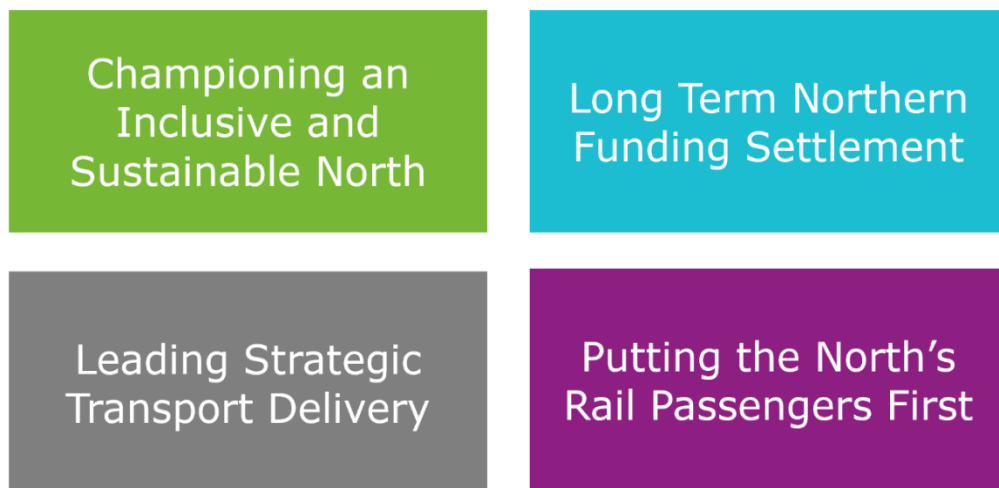 Championing an
Inclusive and
Sustainable North
Long Term Northern
Funding Settlement
Leading Strategic
Transport Delivery
Putting the North’s
Rail Passengers First